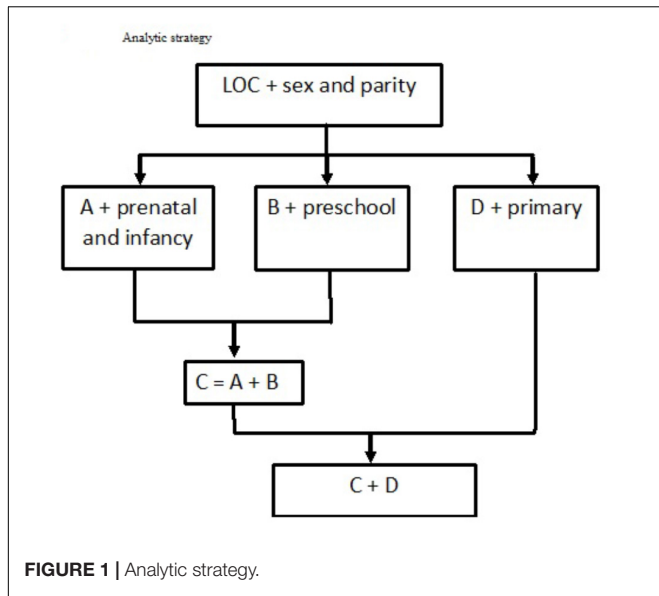 Analytic strategy
LOC + sex and parity
A + prenatal
and infancy
B + preschool
D + primary
C = A + B
C + D
FIGURE 1 | Analytic strategy.